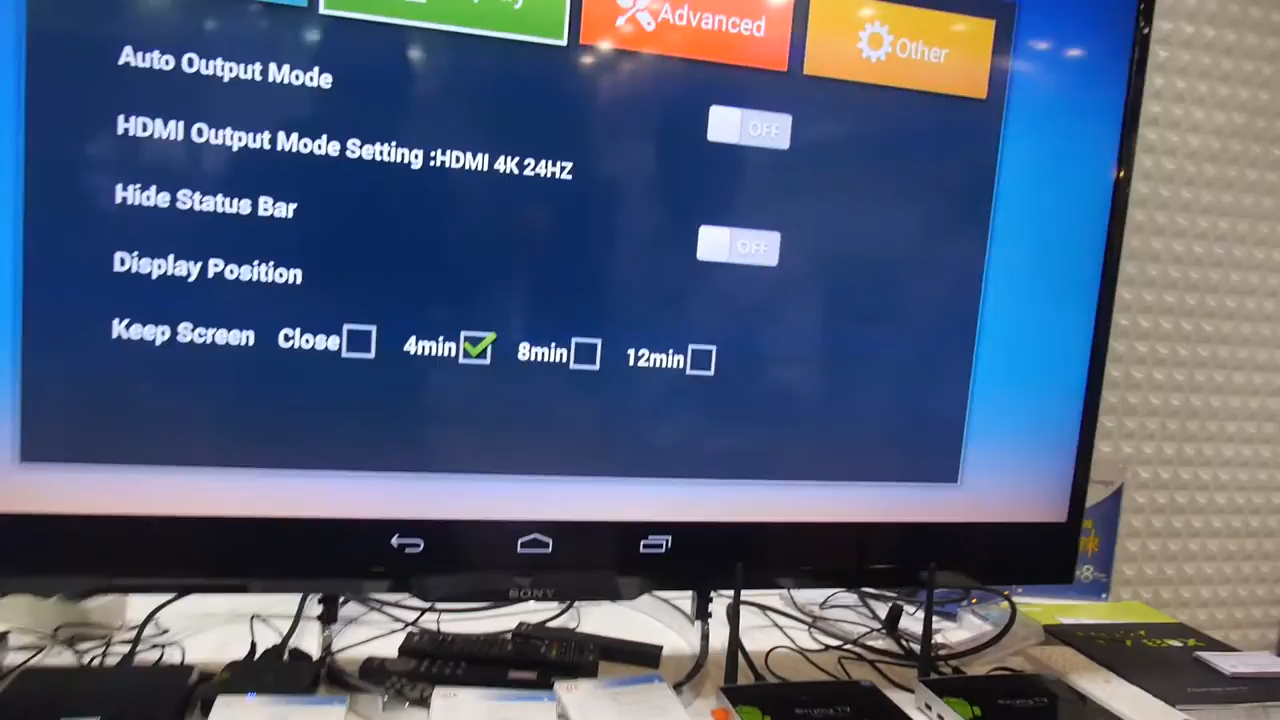 Advanced
Other
Auto Output Mode
OFF
HDMI Output Mode Setting :HDMI 4K 24HZ
Hide Status Bar
OFF
Display Position
Keep Screen Close 4min 8min 12min
SONY